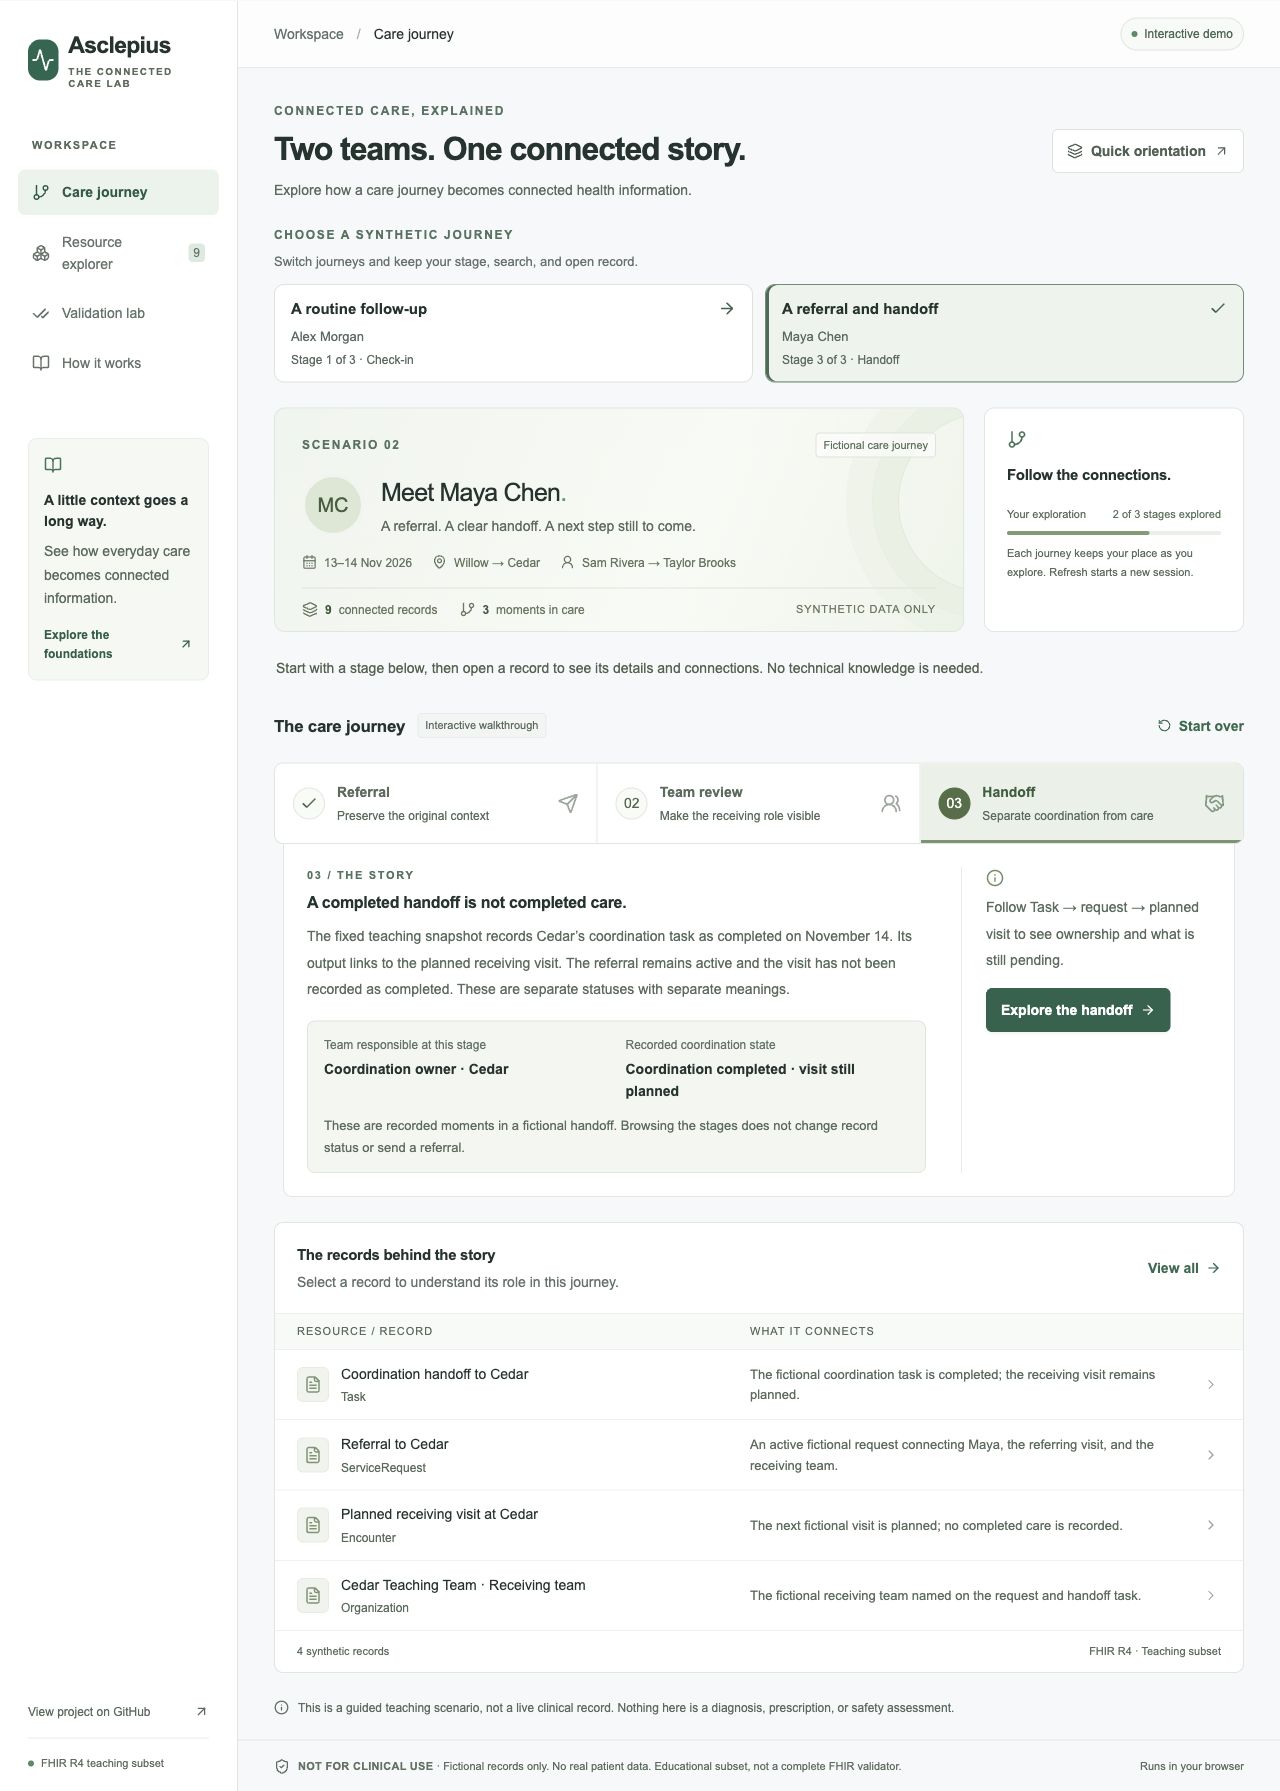 Asclepius
THE CONNECTED
CARE LAB
WORKSPACE
Care journey
Resource
explorer
9
Validation lab
How it works
A little context goes a
long way.
See how everyday care
becomes connected
information.
Explore the
foundations
View project on GitHub
FHIR R4 teaching subset
Workspace / Care journey
Interactive demo
CONNECTED CARE, EXPLAINED
Two teams. One connected story.
Quick orientation
Explore how a care journey becomes connected health information.
CHOOSE A SYNTHETIC JOURNEY
Switch journeys and keep your stage, search, and open record.
A routine follow-up
Alex Morgan
Stage 1 of 3 · Check-in
A referral and handoff
Maya Chen
Stage 3 of 3 · Handoff
SCENARIO 02
Fictional care journey
MC
Meet Maya Chen.
A referral. A clear handoff. A next step still to come.
13–14 Nov 2026
Willow → Cedar
Sam Rivera → Taylor Brooks
9 connected records
3 moments in care
SYNTHETIC DATA ONLY
Follow the connections.
Your exploration
2 of 3 stages explored
Each journey keeps your place as you
explore. Refresh starts a new session.
Start with a stage below, then open a record to see its details and connections. No technical knowledge is needed.
The care journey
Interactive walkthrough
Start over
Referral
Preserve the original context
02
Team review
Make the receiving role visible
03
Handoff
Separate coordination from care
03 / THE STORY
A completed handoff is not completed care.
The fixed teaching snapshot records Cedar’s coordination task as completed on November 14. Its
output links to the planned receiving visit. The referral remains active and the visit has not been
recorded as completed. These are separate statuses with separate meanings.
Team responsible at this stage
Coordination owner · Cedar
Recorded coordination state
Coordination completed · visit still
planned
These are recorded moments in a fictional handoff. Browsing the stages does not change record
status or send a referral.
Follow Task → request → planned
visit to see ownership and what is
still pending.
Explore the handoff
The records behind the story
Select a record to understand its role in this journey.
View all
RESOURCE / RECORD
WHAT IT CONNECTS
Coordination handoff to Cedar
Task
The fictional coordination task is completed; the receiving visit remains
planned.
Referral to Cedar
ServiceRequest
An active fictional request connecting Maya, the referring visit, and the
receiving team.
Planned receiving visit at Cedar
Encounter
The next fictional visit is planned; no completed care is recorded.
Cedar Teaching Team · Receiving team
Organization
The fictional receiving team named on the request and handoff task.
4 synthetic records
FHIR R4 · Teaching subset
This is a guided teaching scenario, not a live clinical record. Nothing here is a diagnosis, prescription, or safety assessment.
NOT FOR CLINICAL USE · Fictional records only. No real patient data. Educational subset, not a complete FHIR validator.
Runs in your browser